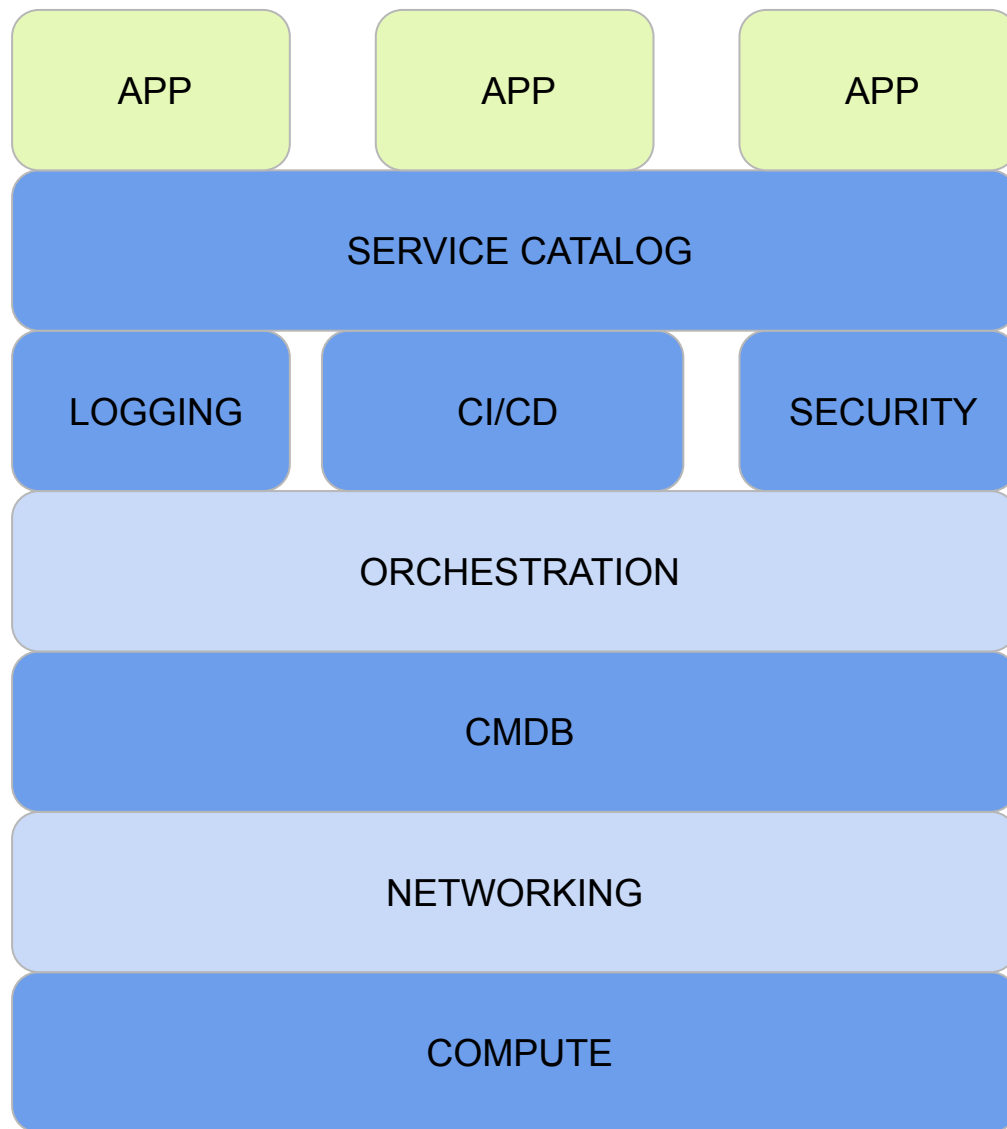 APP
APP
APP
SERVICE CATALOG
LOGGING
CI/CD
SECURITY
ORCHESTRATION
CMDB
NETWORKING
COMPUTE